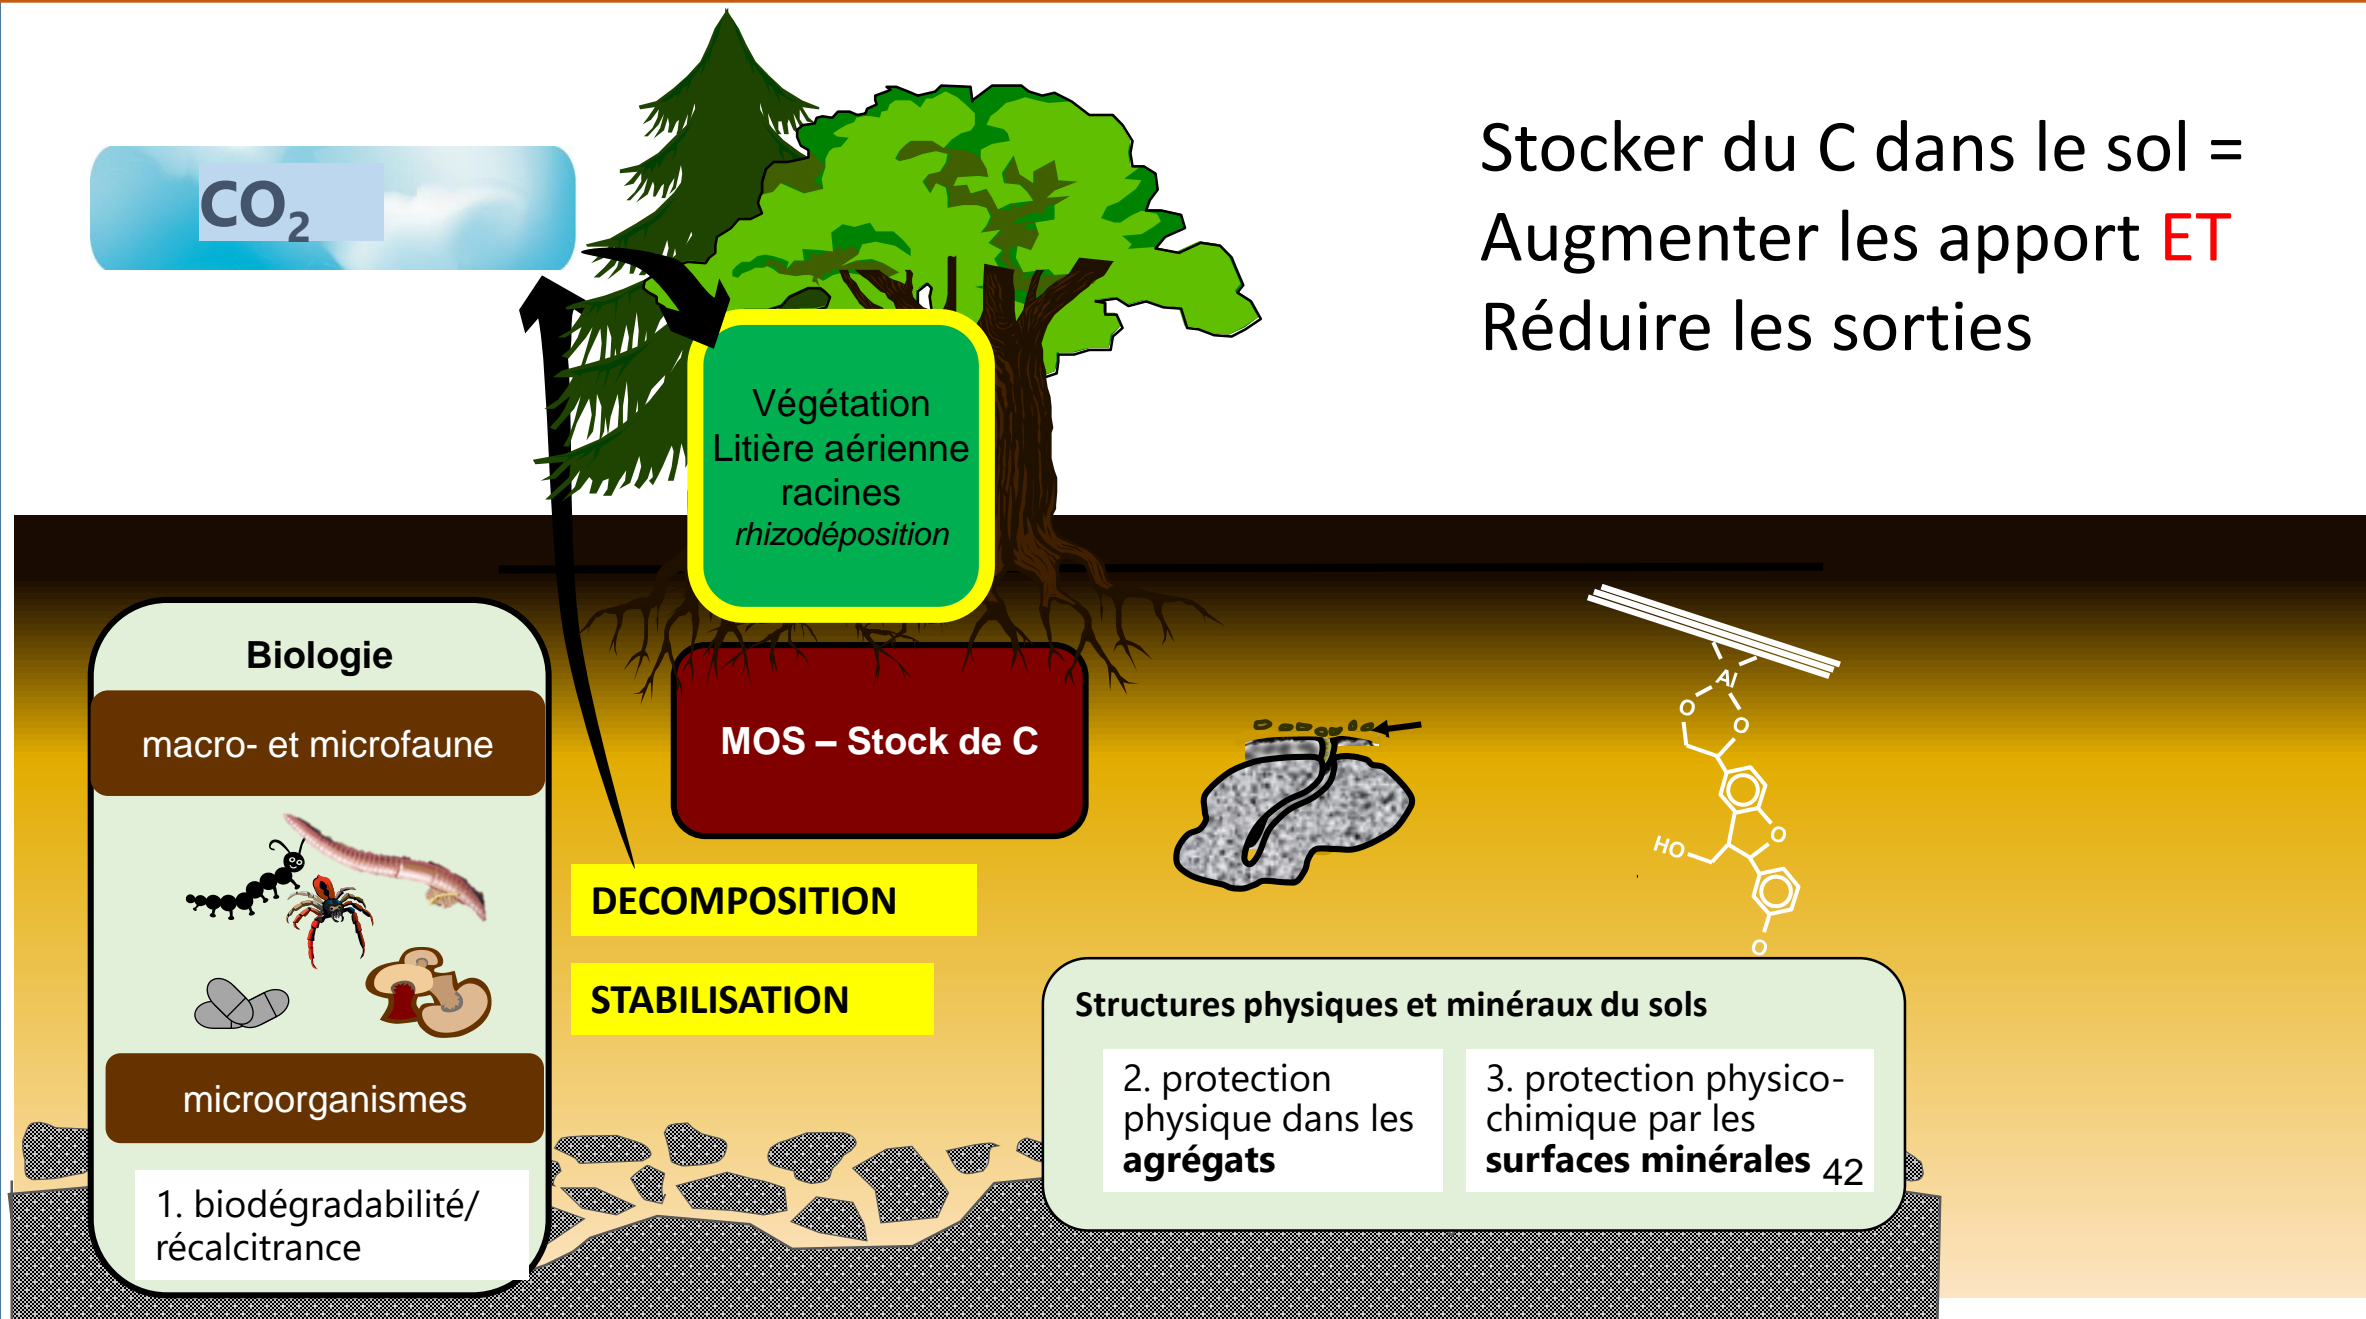 CO₂
Stocker du C dans le sol =
Augmenter les apport ET
Réduire les sorties
Végétation
Litière aérienne
racines
rhizodéposition
Biologie
macro- et microfaune
microorganismes
1. biodégradabilité/
récalcitrance
MOS – Stock de C
DECOMPOSITION
STABILISATION
Al
O
O
O
HO
O
Structures physiques et minéraux du sols
2. protection
physique dans les
agrégats
3. protection physico-
chimique par les
surfaces minérales
42